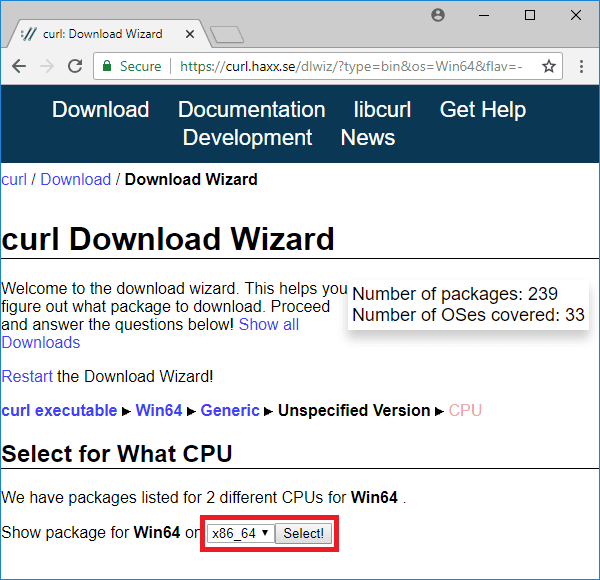 curl: Download Wizard
Secure | https://curl.haxx.se/dlwiz/?type=bin&os=Win64&flav=-
Download Documentation libcurl Get Help
Development News
curl / Download / Download Wizard
curl Download Wizard
Welcome to the download wizard. This helps you
figure out what package to download. Proceed
and answer the questions below! Show all
Downloads
Number of packages: 239
Number of OSes covered: 33
Restart the Download Wizard!
curl executable ▸ Win64 ▸ Generic ▸ Unspecified Version ▸ CPU
Select for What CPU
We have packages listed for 2 different CPUs for Win64 .
Show package for Win64 on x86_64 Select!